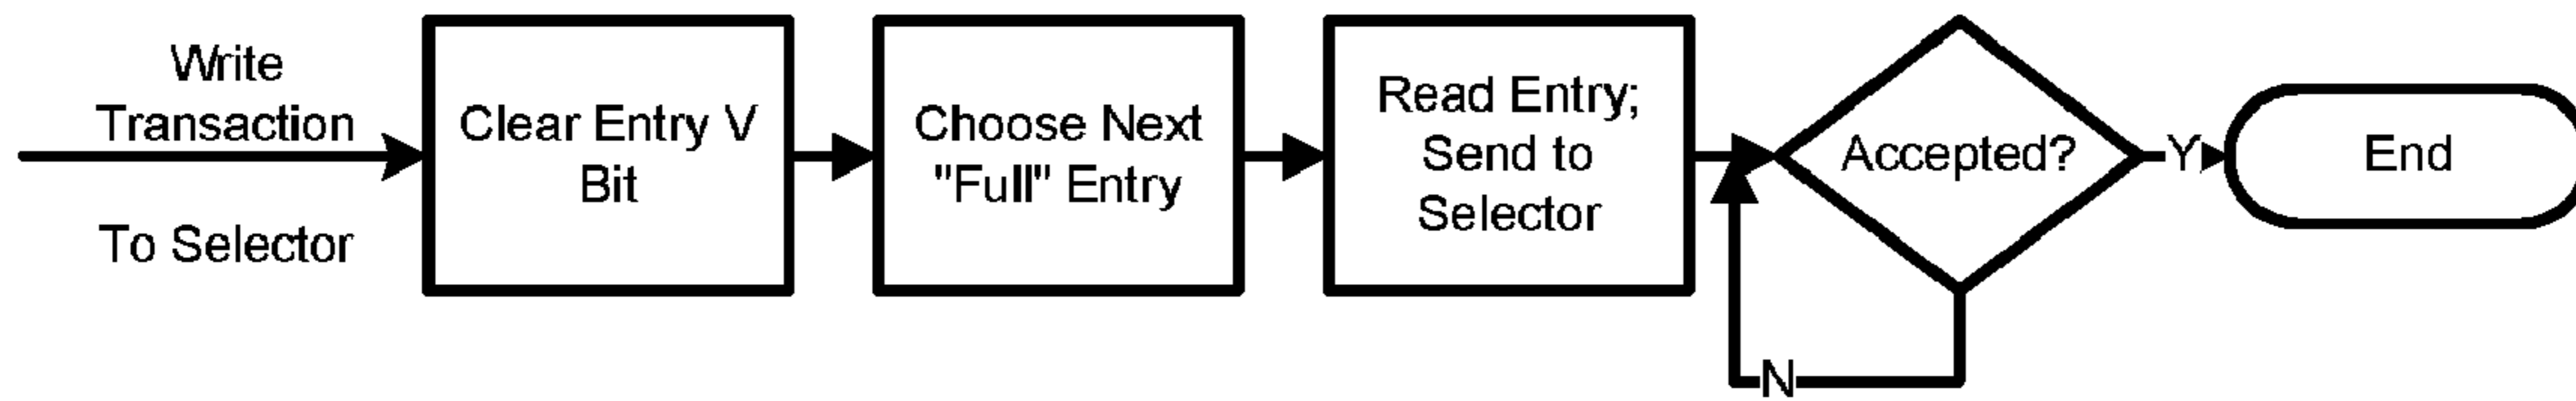 Write
Transaction
To Selector
Clear Entry V
Bit
Choose Next
"Full" Entry
Read Entry;
Send to
Selector
Accepted?
Y
End
N